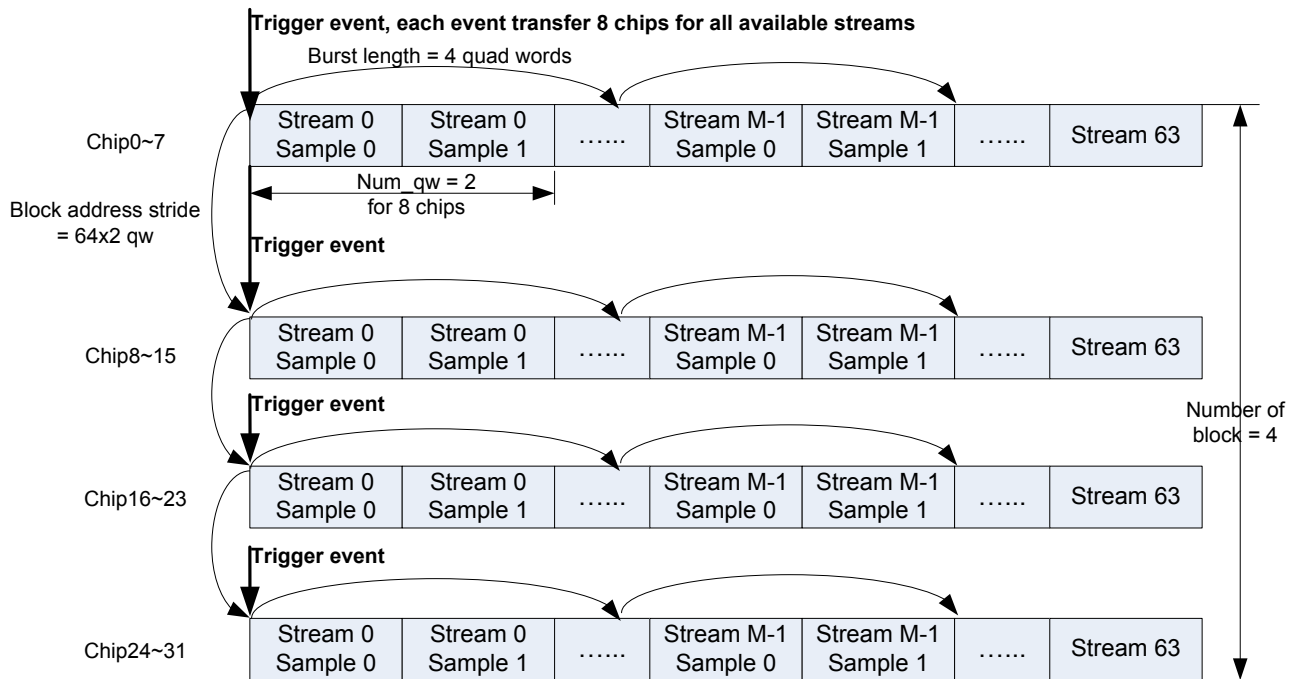 Trigger event, each event transfer 8 chips for all available streams
Burst length = 4 quad words
Chip0~7
Stream 0
Sample 0
Stream 0
Sample 1
…...
Stream M-1
Sample 0
Stream M-1
Sample 1
…...
Stream 63
Num_qw = 2
for 8 chips
Block address stride
= 64x2 qw
Trigger event
Chip8~15
Stream 0
Sample 0
Stream 0
Sample 1
…...
Stream M-1
Sample 0
Stream M-1
Sample 1
…...
Stream 63
Trigger event
Number of
block = 4
Chip16~23
Stream 0
Sample 0
Stream 0
Sample 1
…...
Stream M-1
Sample 0
Stream M-1
Sample 1
…...
Stream 63
Trigger event
Chip24~31
Stream 0
Sample 0
Stream 0
Sample 1
…...
Stream M-1
Sample 0
Stream M-1
Sample 1
…...
Stream 63